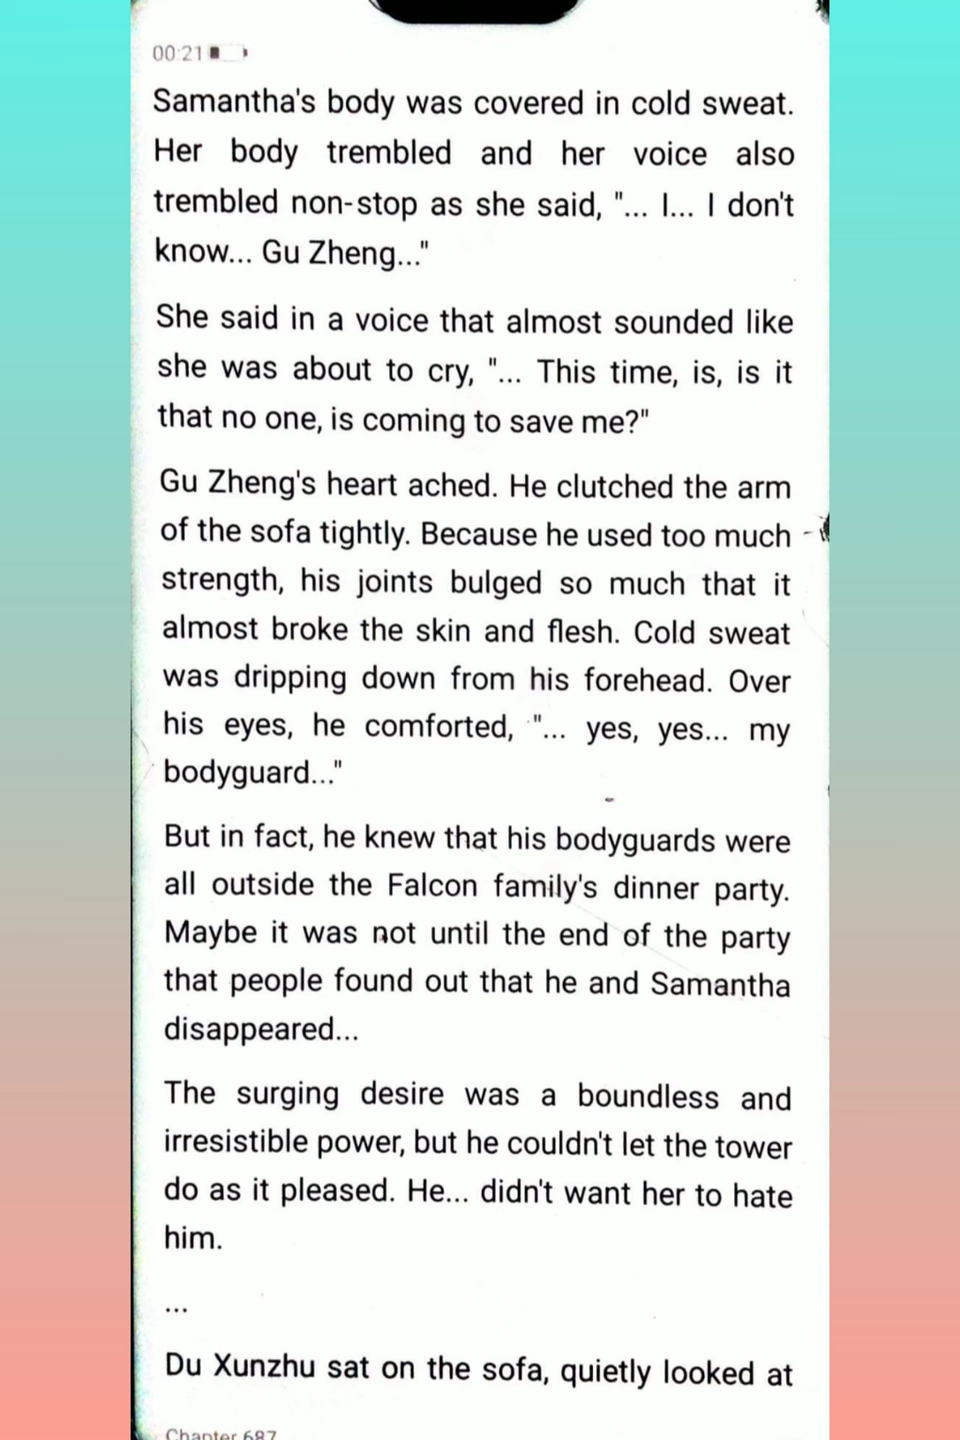 00:21
Samantha's body was covered in cold sweat.
Her body trembled and her voice also
trembled non-stop as she said, "... I... I don't
know... Gu Zheng..."
She said in a voice that almost sounded like
she was about to cry, "... This time, is, is it
that no one, is coming to save me?"
Gu Zheng's heart ached. He clutched the arm
of the sofa tightly. Because he used too much
strength, his joints bulged so much that it
almost broke the skin and flesh. Cold sweat
was dripping down from his forehead. Over
his eyes, he comforted, "... yes, yes... my
bodyguard..."
But in fact, he knew that his bodyguards were
all outside the Falcon family's dinner party.
Maybe it was not until the end of the party
that people found out that he and Samantha
disappeared...
The surging desire was a boundless and
irresistible power, but he couldn't let the tower
do as it pleased. He... didn't want her to hate
him.
...
Du Xunzhu sat on the sofa, quietly looked at
Chapter 687